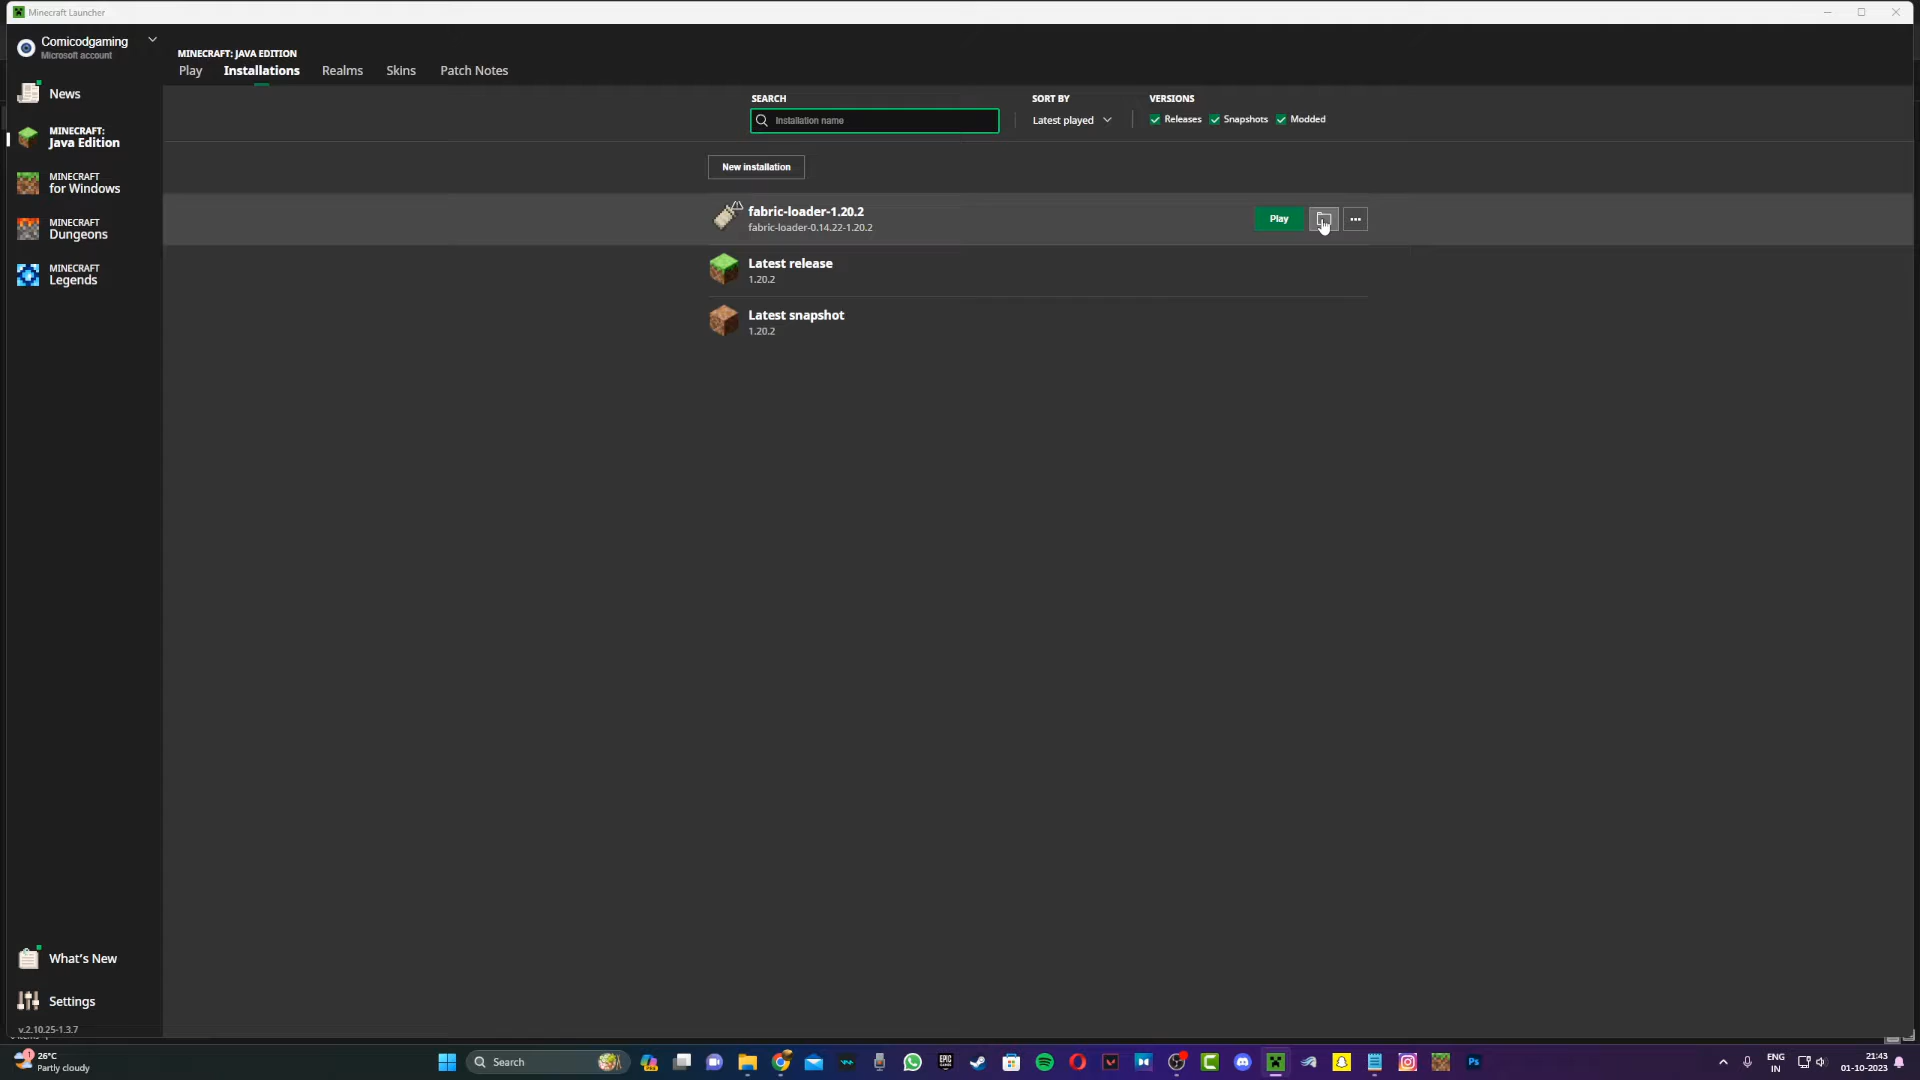 Minecraft Launcher
Comicodgaming
Microsoft account
MINECRAFT: JAVA EDITION
Play
Installations
Realms
Skins
Patch Notes
News
MINECRAFT:
Java Edition
MINECRAFT
for Windows
MINECRAFT
Dungeons
MINECRAFT
Legends
SEARCH
Installation name
SORT BY
Latest played
VERSIONS
Releases
Snapshots
Modded
New installation
fabric-loader-1.20.2
fabric-loader-0.14.22-1.20.2
Play
Latest release
1.20.2
Latest snapshot
1.20.2
What's New
Settings
v.2.10.25-1.3.7
1
26°C
Partly cloudy
Search
EPIC
GAMES
Ps
ENG
IN
21:43
01-10-2023